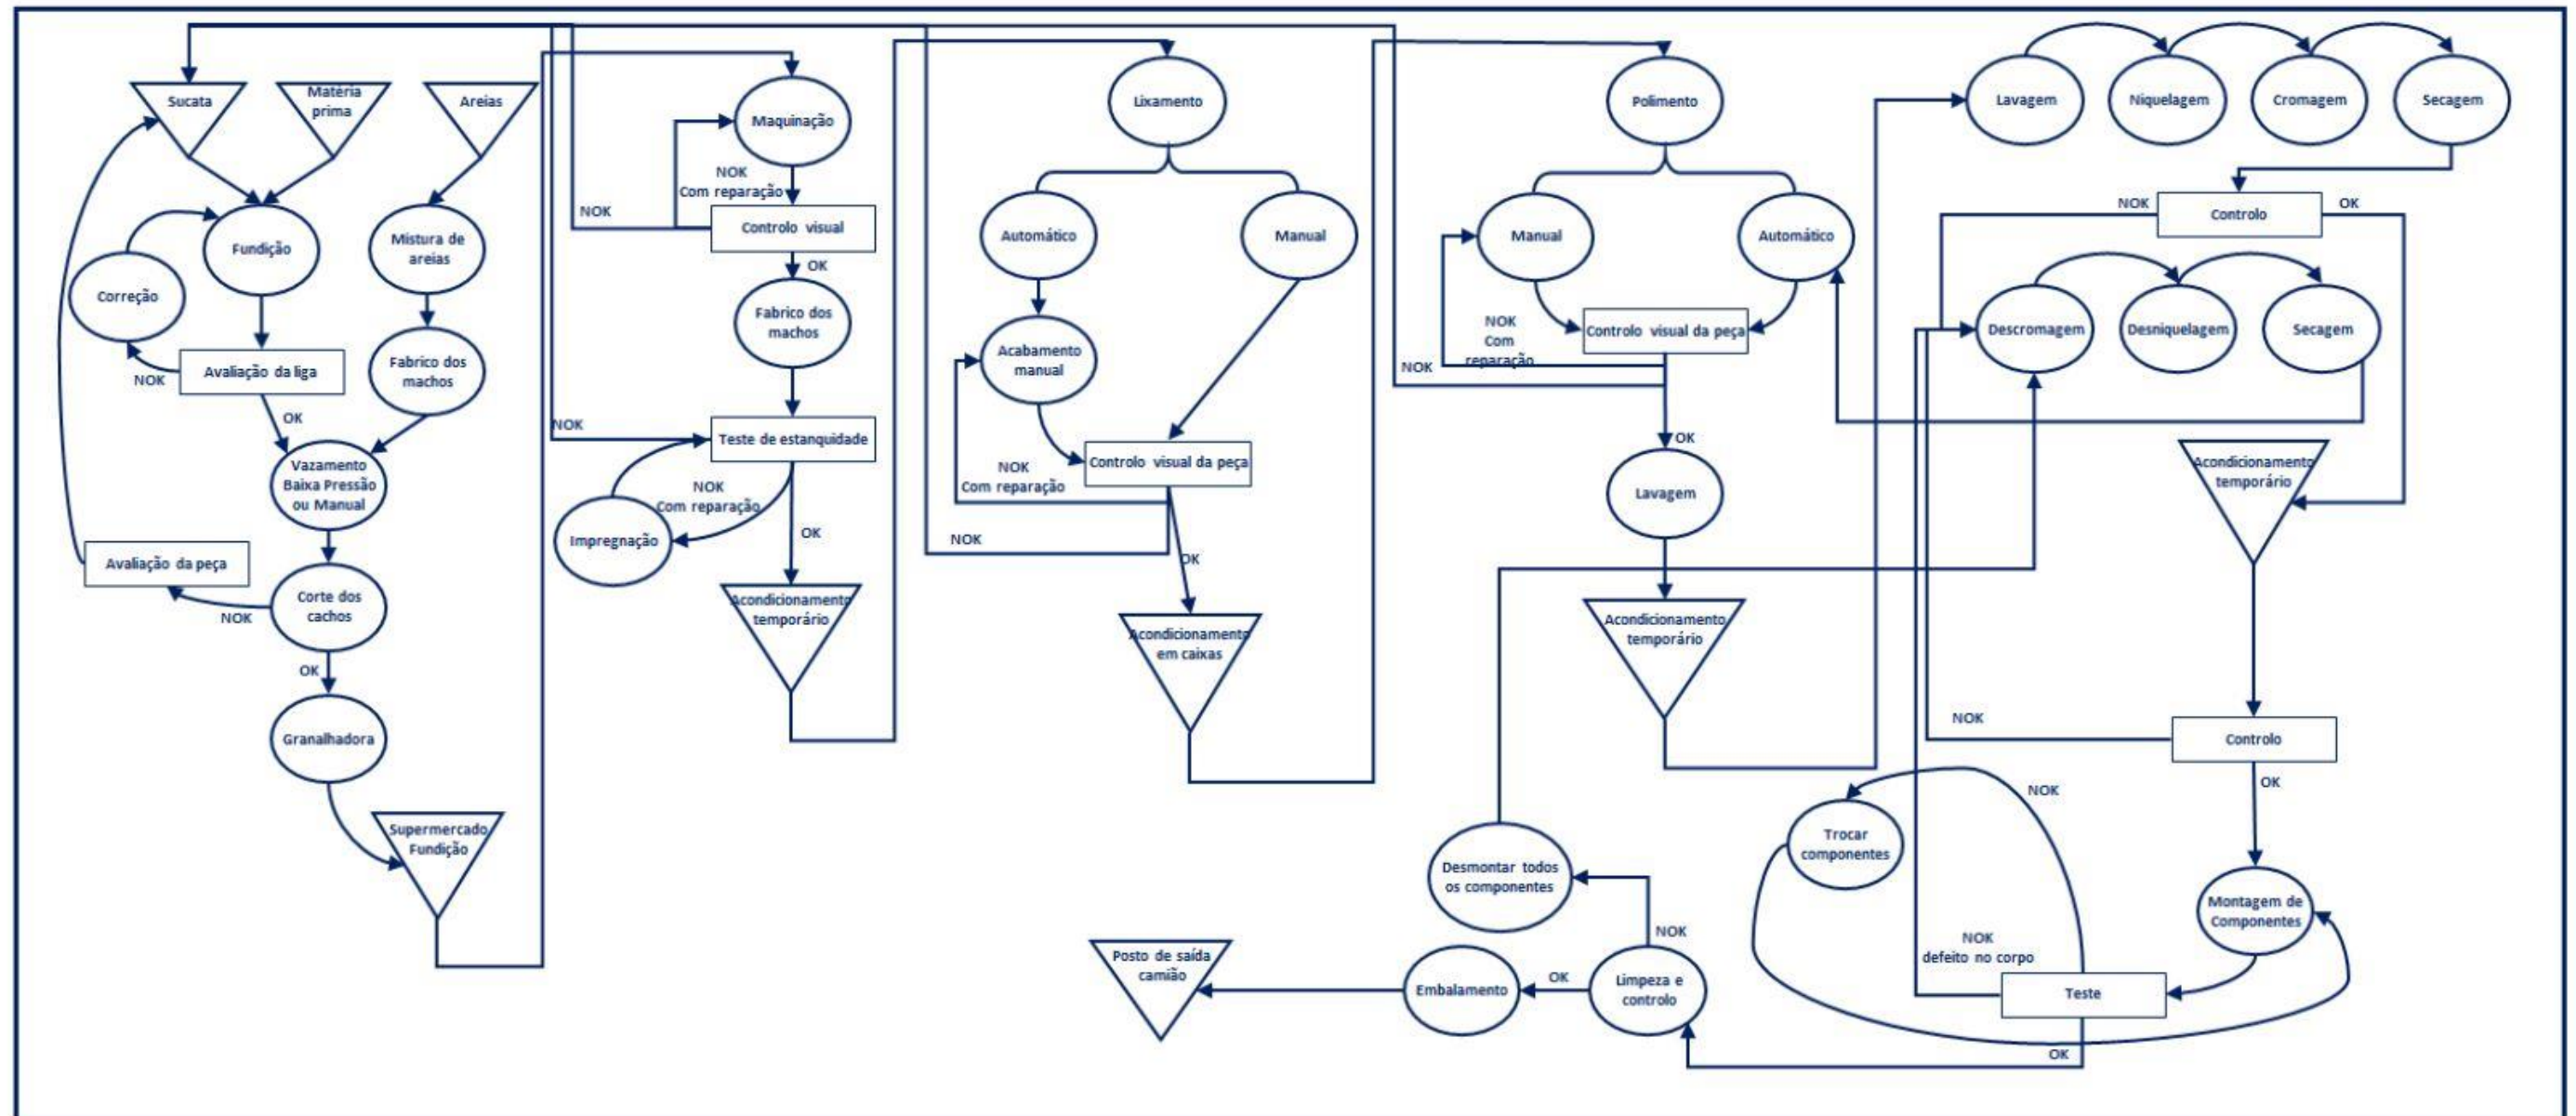 Sucata
Matéria
prima
Areias
Fundição
Mistura de
areias
Correção
Avaliação da liga
NOK
OK
Fabrico dos
machos
Vazamento
Baixa Pressão
ou Manual
Avaliação da peça
NOK
Corte dos
cachos
OK
Granalhadora
Supermercado
Fundição
Maquinação
NOK
Com reparação
NOK
Controlo visual
OK
Fabrico dos
machos
NOK
Teste de estanquidade
NOK
Com reparação
Impregnação
OK
Acondicionamento
temporário
Lixamento
Automático
Manual
Acabamento
manual
Controlo visual da peça
NOK
Com reparação
NOK
OK
Acondicionamento
em caixas
Polimento
Manual
Automático
Controlo visual da peça
NOK
Com
reparação
NOK
OK
Lavagem
Acondicionamento
temporário
Lavagem
Niquelagem
Cromagem
Secagem
NOK
Controlo
OK
Descromagem
Desniquelagem
Secagem
Acondicionamento
temporário
NOK
Controlo
OK
NOK
Trocar
componentes
Montagem de
Componentes
NOK
defeito no corpo
Teste
OK
Desmontar todos
os componentes
NOK
Limpeza e
controlo
OK
Embalamento
Posto de saída
camião